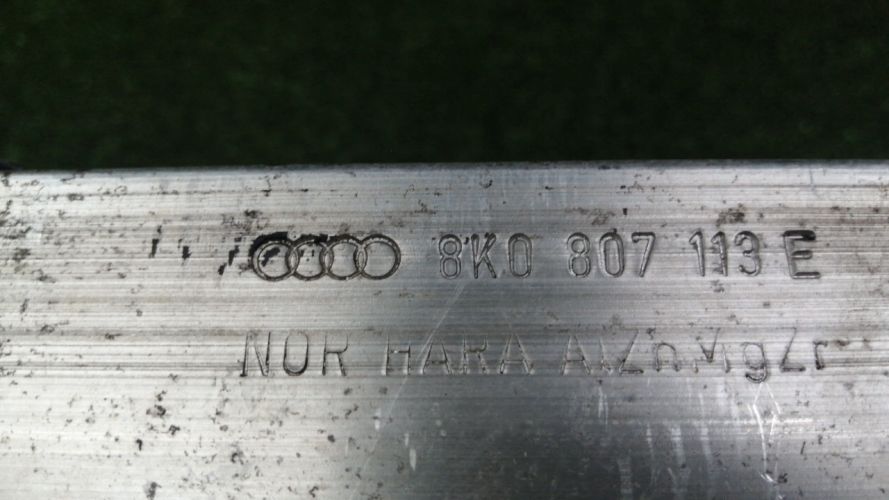 8K0 807 113 E
NOR HARA AlZnMgZr